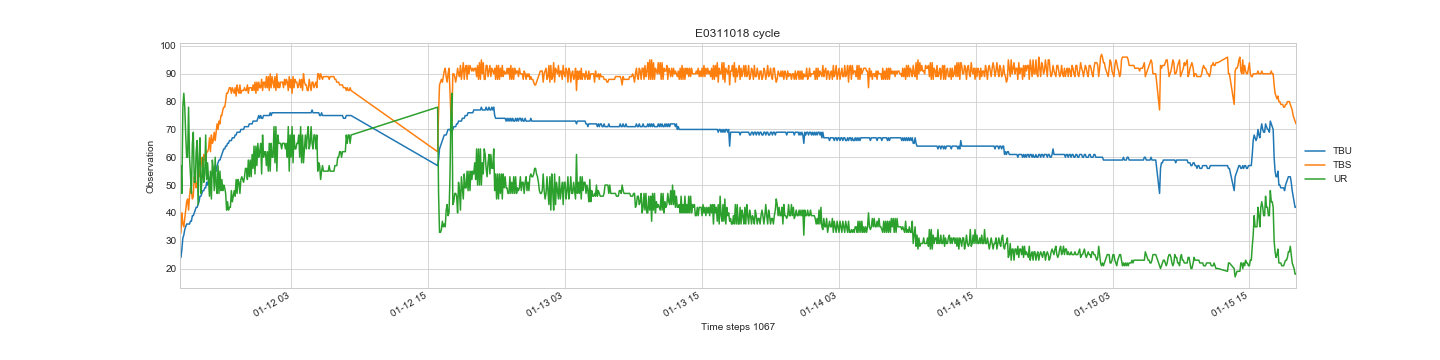 E0311018 cycle
100
90
80
70
60
50
40
30
20
Observation
01-12 03
01-12 15
01-13 03
01-13 15
01-14 03
01-14 15
01-15 03
01-15 15
Time steps 1067
TBU
TBS
UR